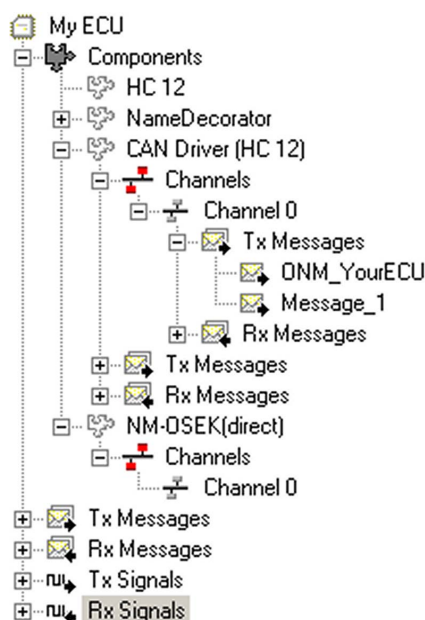 My ECU
Components
HC 12
NameDecorator
CAN Driver (HC 12)
Channels
Channel 0
Tx Messages
ONM_YourECU
Message_1
Rx Messages
Tx Messages
Rx Messages
NM-OSEK(direct)
Channels
Channel 0
Tx Messages
Rx Messages
Tx Signals
Rx Signals